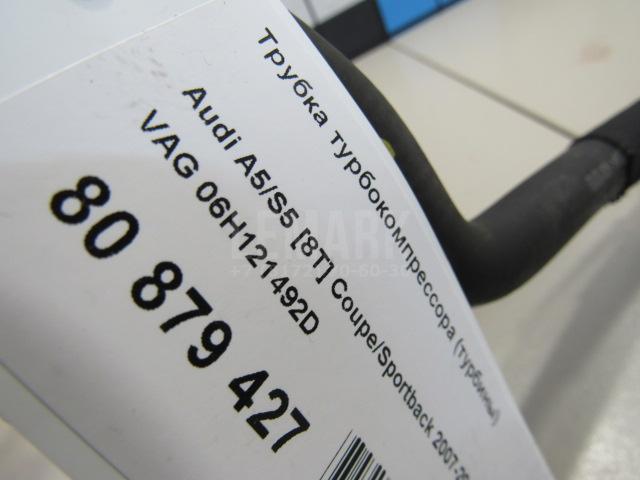 Трубка турбокомпрессора (турбины)
Audi A5/S5 [8T] Coupe/Sportback 2007-
VAG 06H121492D
80 879 427